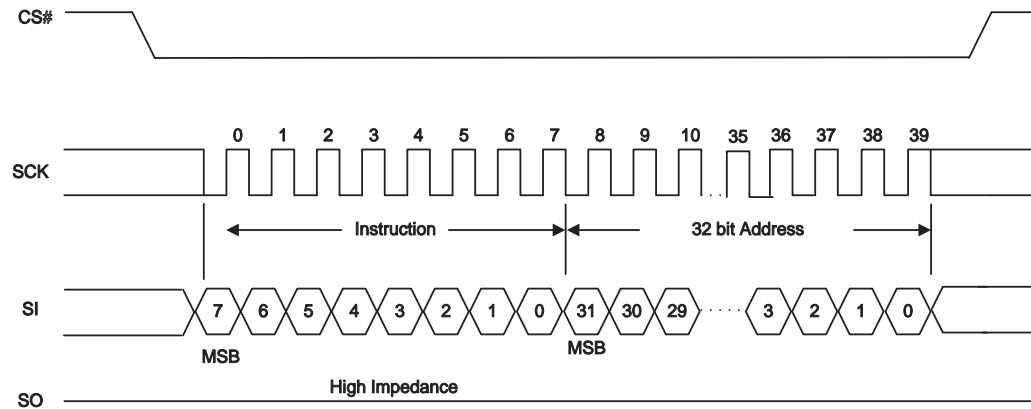 CS#
0 1 2 3 4 5 6 7 8 9 10 35 36 37 38 39
SCK
Instruction 32 bit Address
SI 7 6 5 4 3 2 1 0 31 30 29 3 2 1 0
MSB MSB
High Impedance
SO